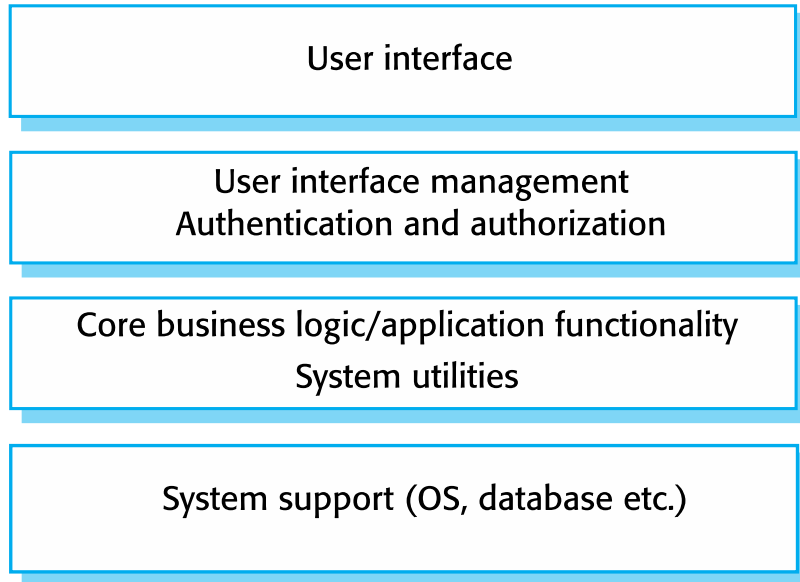 User interface
User interface management
Authentication and authorization
Core business logic/application functionality
System utilities
System support (OS, database etc.)